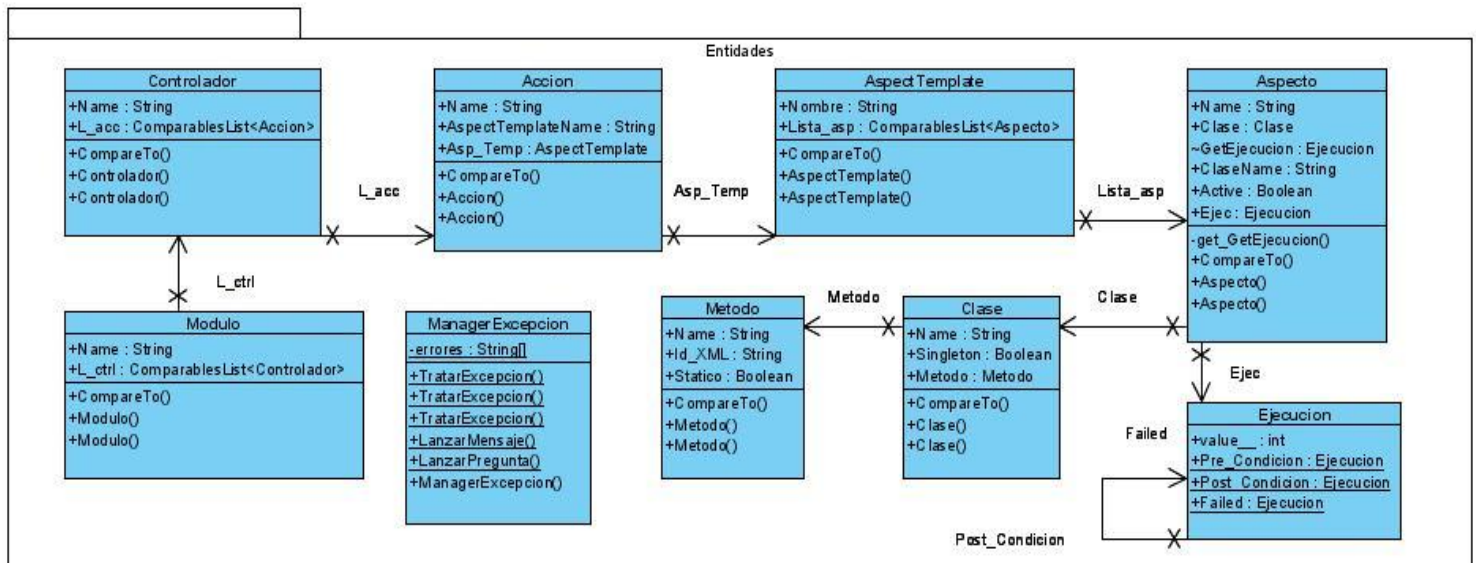 Entidades
Controlador
+Name : String
+L_acc : ComparablesList<Accion>
+CompareTo()
+Controlador()
+Controlador()
L_acc
Accion
+Name : String
+AspectTemplateName : String
+Asp_Temp : AspectTemplate
+CompareTo()
+Accion()
+Accion()
Asp_Temp
AspectTemplate
+Nombre : String
+Lista_asp : ComparablesList<Aspecto>
+CompareTo()
+AspectTemplate()
+AspectTemplate()
Lista_asp
Aspecto
+Name : String
+Clase : Clase
~GetEjecucion : Ejecucion
+ClaseName : String
+Active : Boolean
+Ejec : Ejecucion
-get_GetEjecucion()
+CompareTo()
+Aspecto()
+Aspecto()
L_ctrl
Modulo
+Name : String
+L_ctrl : ComparablesList<Controlador>
+CompareTo()
+Modulo()
+Modulo()
ManagerExcepcion
-errores : String[]
+TratarExcepcion()
+TratarExcepcion()
+TratarExcepcion()
+LanzarMensaje()
+LanzarPregunta()
+ManagerExcepcion()
Metodo
+Name : String
+Id_XML : String
+Statico : Boolean
+CompareTo()
+Metodo()
+Metodo()
Metodo
Clase
+Name : String
+Singleton : Boolean
+Metodo : Metodo
+CompareTo()
+Clase()
+Clase()
Clase
Ejec
Ejecucion
+value__ : int
+Pre_Condicion : Ejecucion
+Post_Condicion : Ejecucion
+Failed : Ejecucion
Failed
Post_Condicion